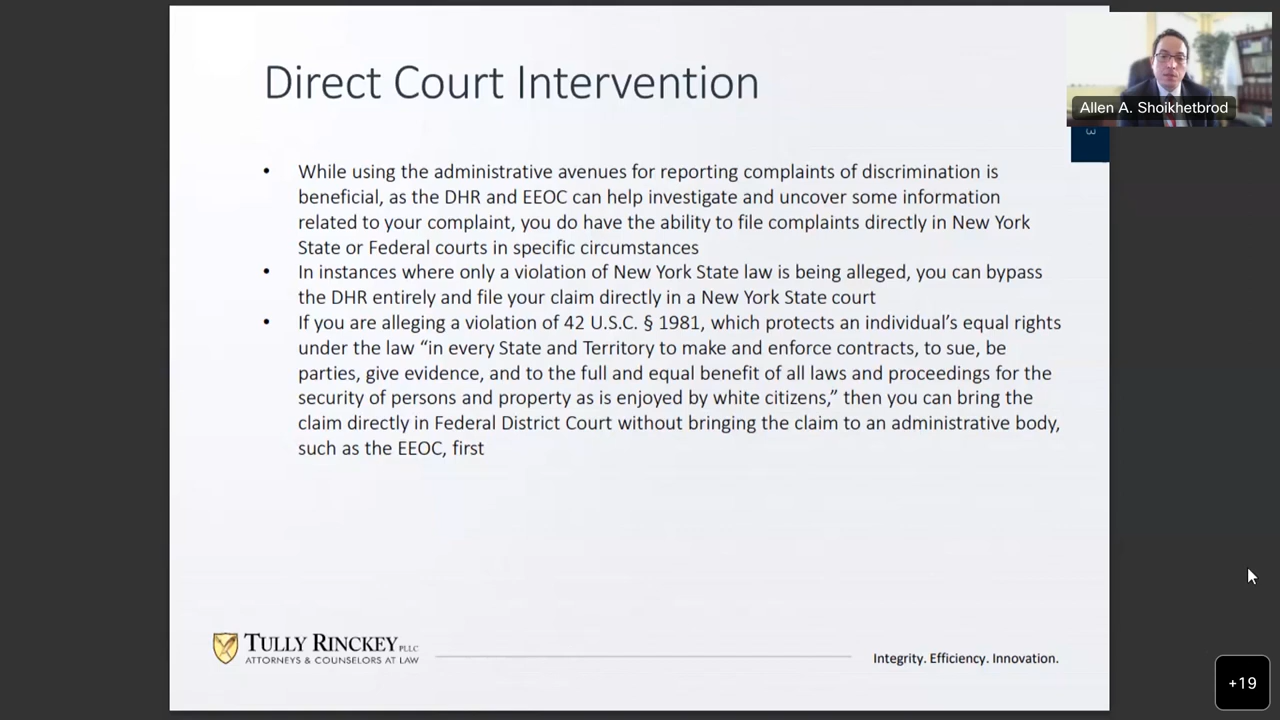 Direct Court Intervention
Allen A. Shoikhetbrod
3
• While using the administrative avenues for reporting complaints of discrimination is
beneficial, as the DHR and EEOC can help investigate and uncover some information
related to your complaint, you do have the ability to file complaints directly in New York
State or Federal courts in specific circumstances
• In instances where only a violation of New York State law is being alleged, you can bypass
the DHR entirely and file your claim directly in a New York State court
• If you are alleging a violation of 42 U.S.C. § 1981, which protects an individual’s equal rights
under the law “in every State and Territory to make and enforce contracts, to sue, be
parties, give evidence, and to the full and equal benefit of all laws and proceedings for the
security of persons and property as is enjoyed by white citizens,” then you can bring the
claim directly in Federal District Court without bringing the claim to an administrative body,
such as the EEOC, first
TULLY RINCKEY PLLC
ATTORNEYS & COUNSELORS AT LAW
Integrity. Efficiency. Innovation.
+19